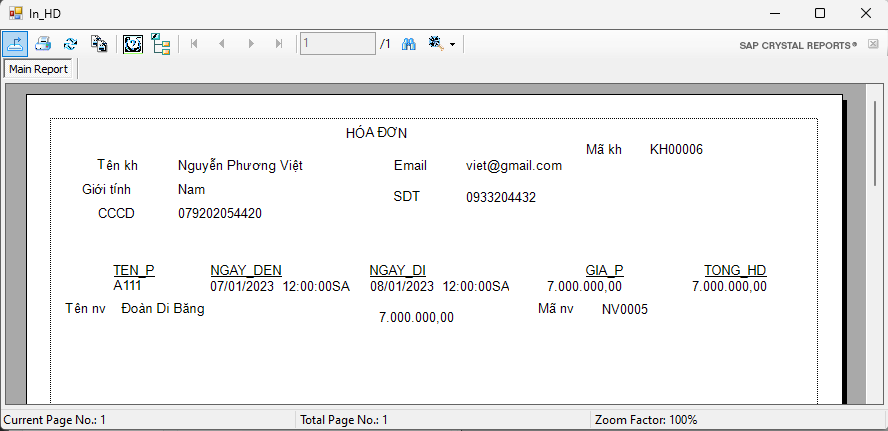 In_HD
1 /1 SAP CRYSTAL REPORTS®
Main Report
HÓA ĐƠN
Mã kh KH00006
Tên kh Nguyễn Phương Việt Email viet@gmail.com
Giới tính Nam SDT 0933204432
CCCD 079202054420
TEN_P NGAY_DEN NGAY_DI GIA_P TONG_HD
A111 07/01/2023 12:00:00SA 08/01/2023 12:00:00SA 7.000.000,00 7.000.000,00
Tên nv Đoàn Di Băng 7.000.000,00 Mã nv NV0005
Current Page No.: 1 Total Page No.: 1 Zoom Factor: 100%